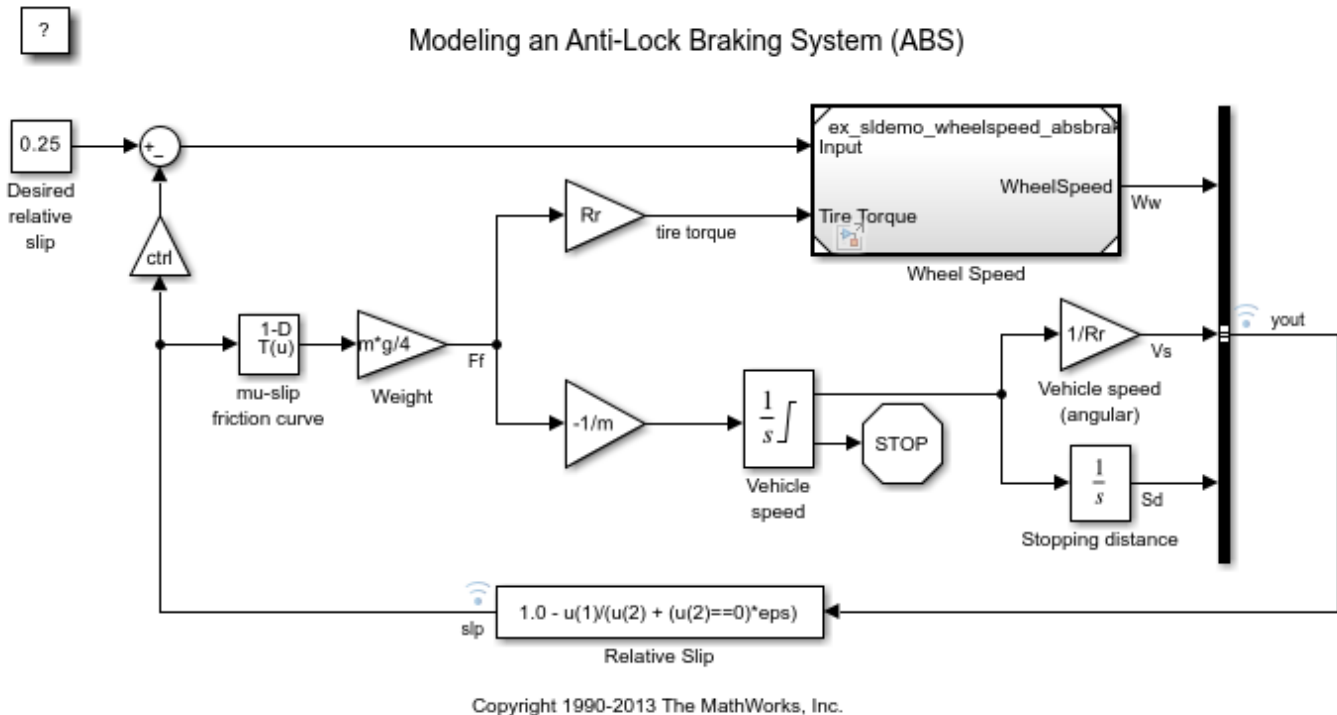 ?
Modeling an Anti-Lock Braking System (ABS)
0.25
Desired
relative
slip
+
−
ctrl
1-D
T(u)
mu-slip
friction curve
m*g/4
Weight
Ff
Rr
tire torque
ex_sldemo_wheelspeed_absbrak
Input
Tire Torque
WheelSpeed
Wheel Speed
Ww
-1/m
1
s
Vehicle
speed
STOP
1/Rr
Vehicle speed
(angular)
Vs
1
s
Stopping distance
Sd
yout
1.0 - u(1)/(u(2) + (u(2)==0)*eps)
slp
Relative Slip
Copyright 1990-2013 The MathWorks, Inc.